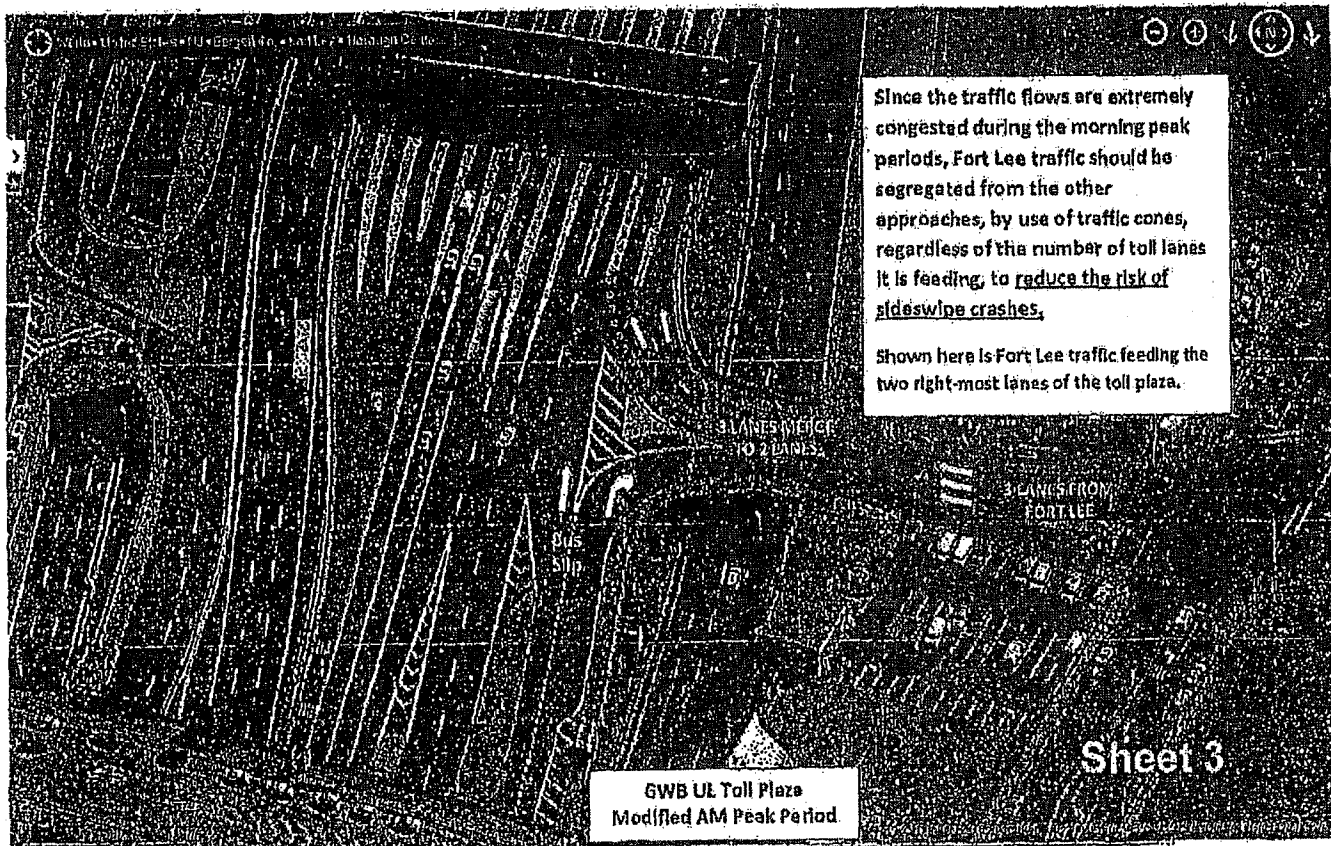 Since the traffic flows are extremely
congested during the morning peak
periods, Fort Lee traffic should be
segregated from the other
approaches, by use of traffic cones,
regardless of the number of toll lanes
it is feeding, to reduce the risk of
sideswipe crashes.
Shown here is Fort Lee traffic feeding the
two right-most lanes of the toll plaza.
3 LANES MERGE
TO 2 LANES
3 LANES FROM
FORT LEE
Bus
Slip
Sheet 3
GWB UL Toll Plaza
Modified AM Peak Period